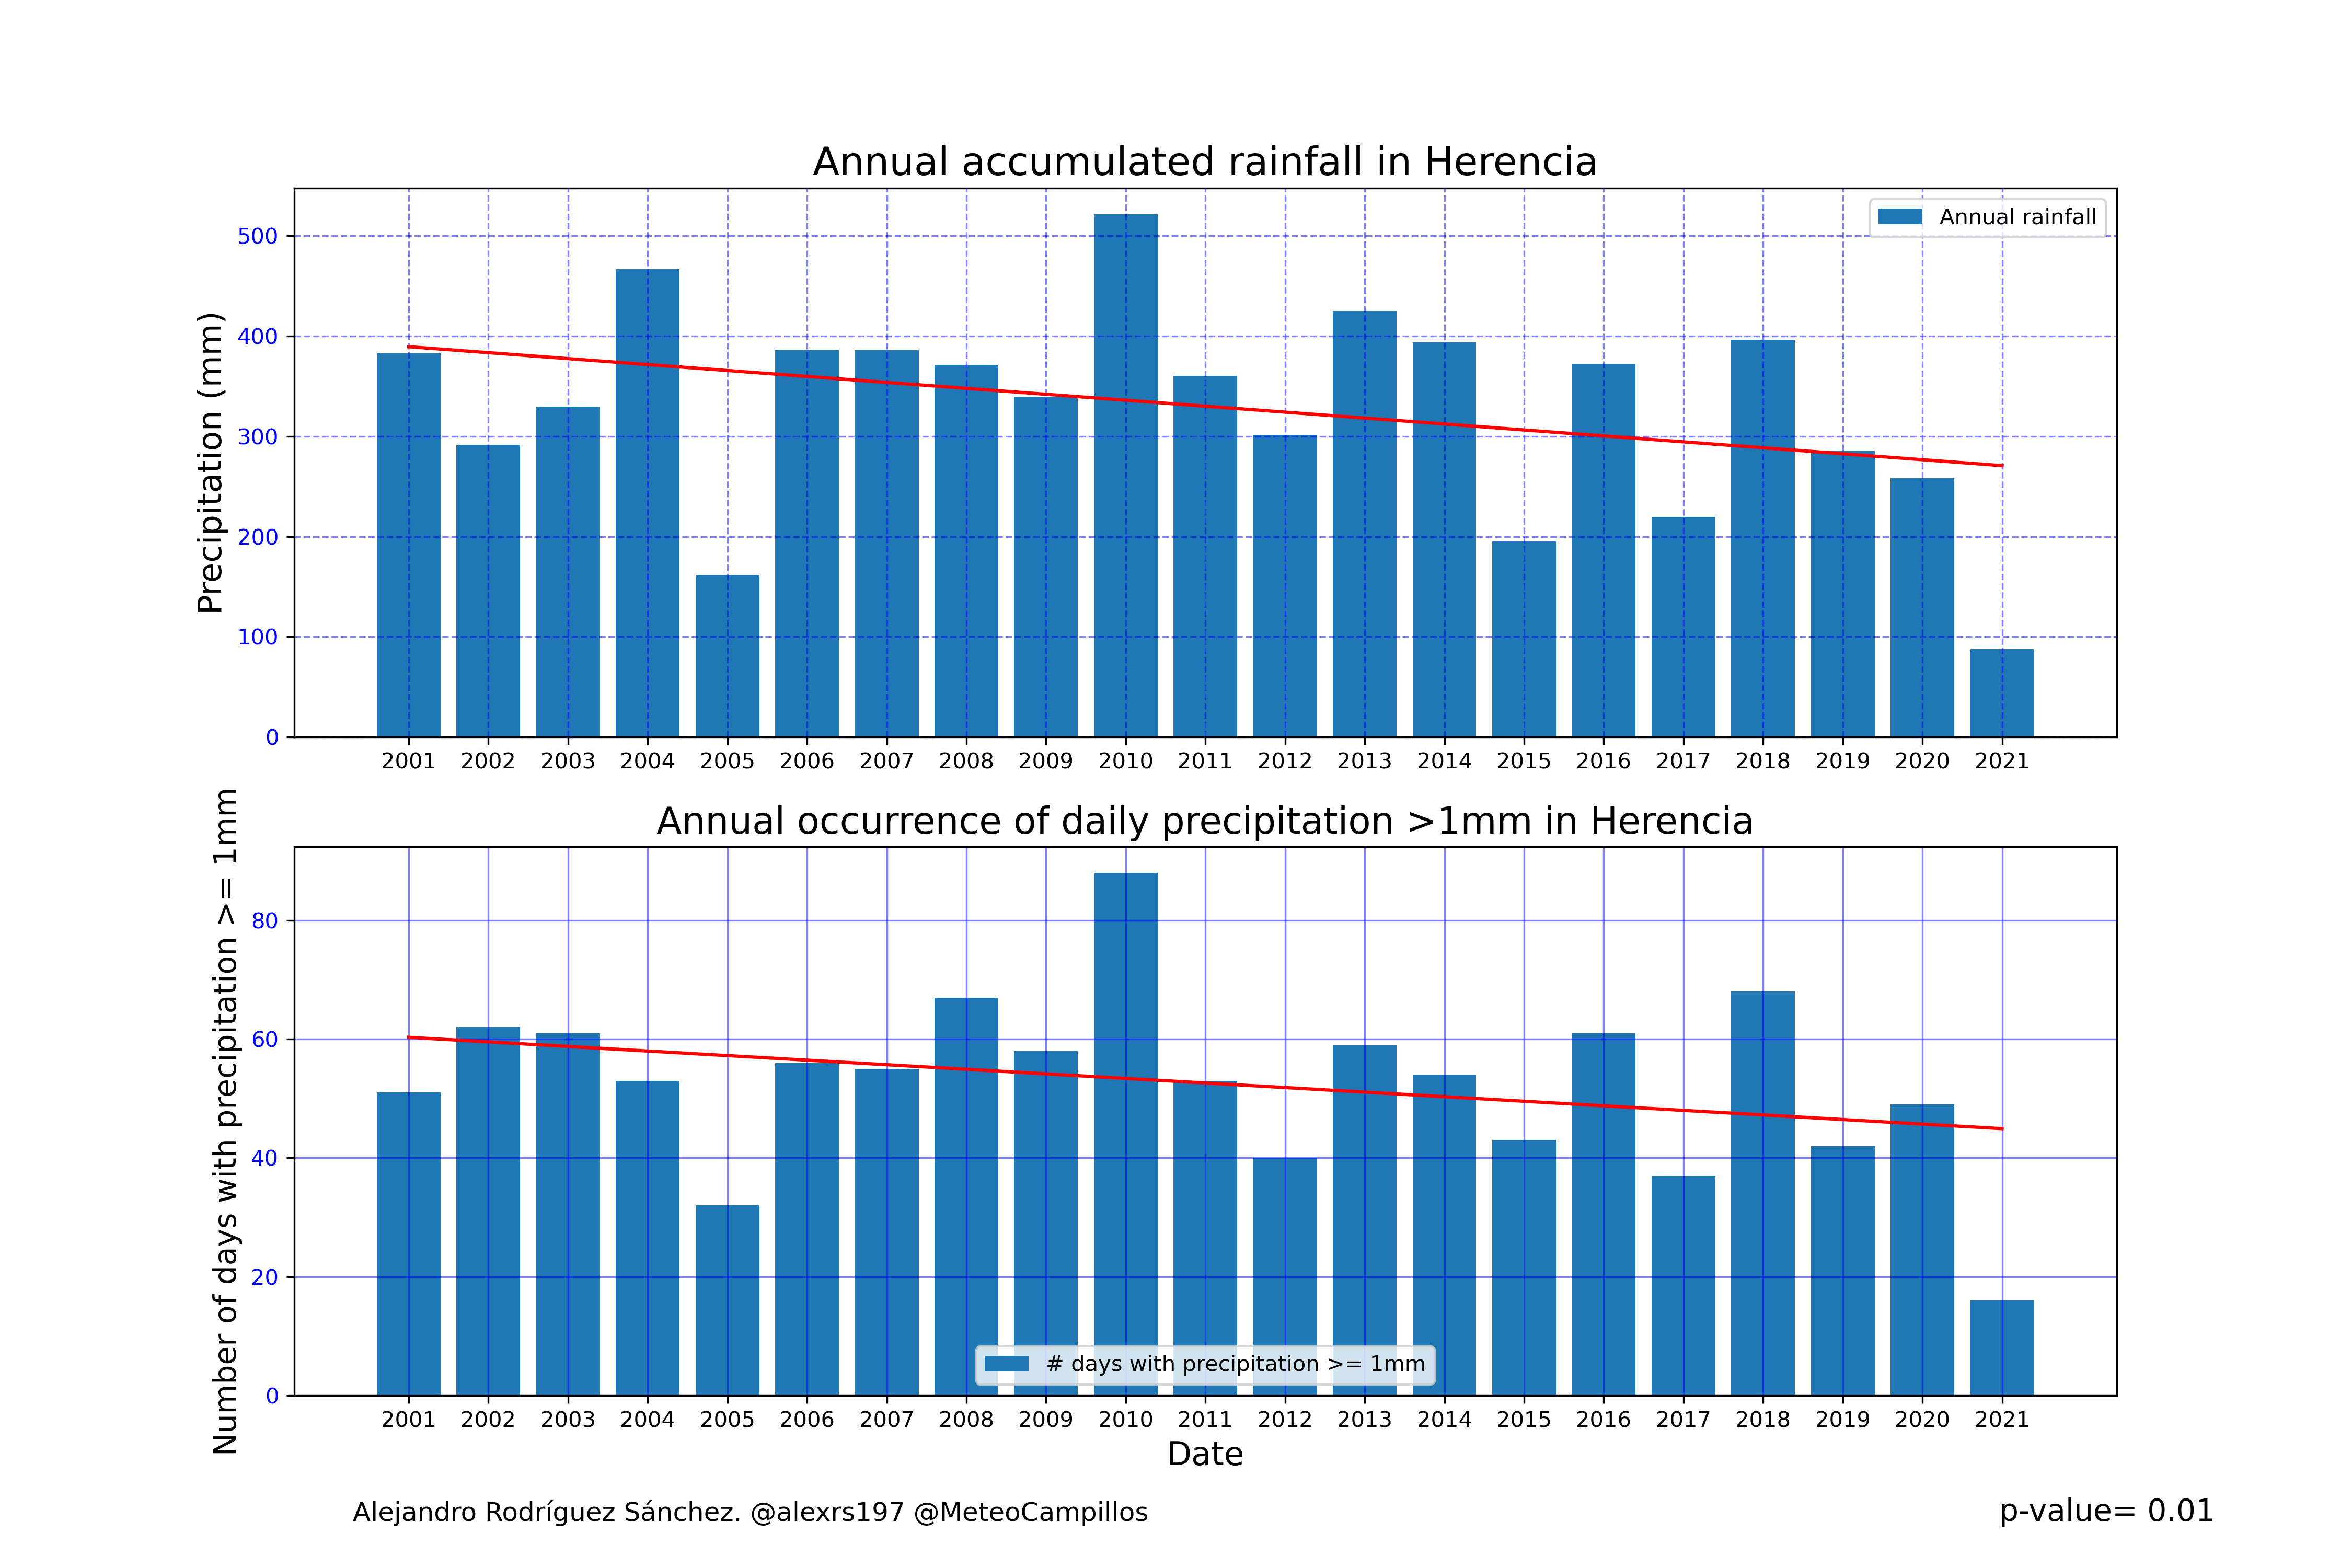 Annual accumulated rainfall in Herencia
Precipitation (mm)
500
400
300
200
100
0
Annual rainfall
2001 2002 2003 2004 2005 2006 2007 2008 2009 2010 2011 2012 2013 2014 2015 2016 2017 2018 2019 2020 2021
Annual occurrence of daily precipitation >1mm in Herencia
Number of days with precipitation >= 1mm
80
60
40
20
0
# days with precipitation >= 1mm
2001 2002 2003 2004 2005 2006 2007 2008 2009 2010 2011 2012 2013 2014 2015 2016 2017 2018 2019 2020 2021
Date
Alejandro Rodríguez Sánchez. @alexrs197 @MeteoCampillos
p-value= 0.01